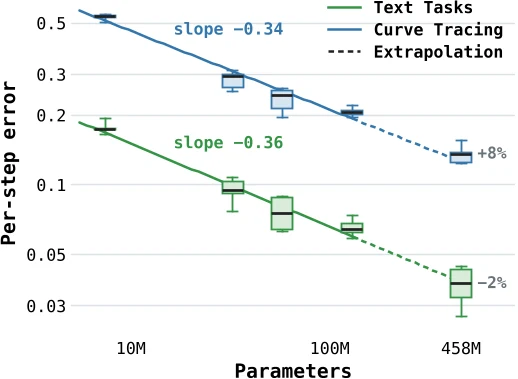 Text Tasks
Curve Tracing
Extrapolation
0.5
0.3
0.2
0.1
0.05
0.03
Per-step error
slope −0.34
slope −0.36
+8%
−2%
10M
100M
458M
Parameters